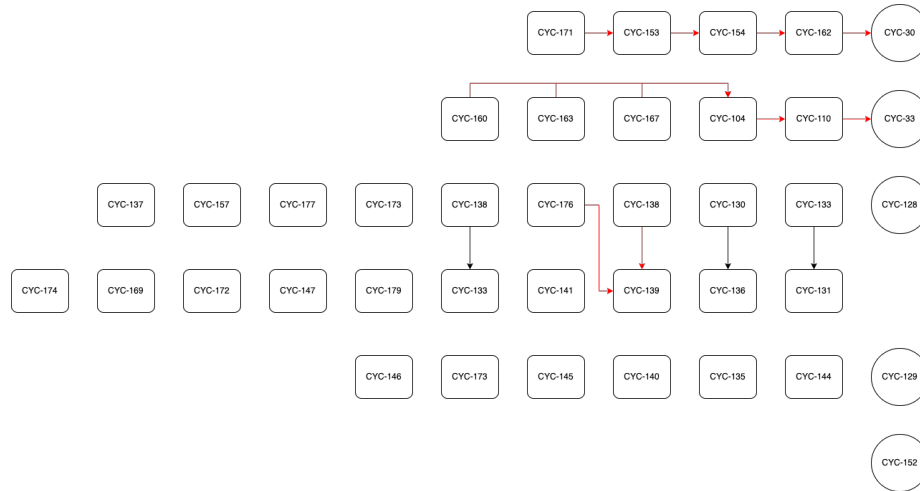 CYC-171 CYC-153 CYC-154 CYC-162 CYC-30
CYC-160 CYC-163 CYC-167 CYC-104 CYC-110 CYC-33
CYC-137 CYC-157 CYC-177 CYC-173 CYC-138 CYC-176 CYC-138 CYC-130 CYC-133 CYC-128
CYC-174 CYC-169 CYC-172 CYC-147 CYC-179 CYC-133 CYC-141 CYC-139 CYC-136 CYC-131
CYC-146 CYC-173 CYC-145 CYC-140 CYC-135 CYC-144 CYC-129
CYC-152